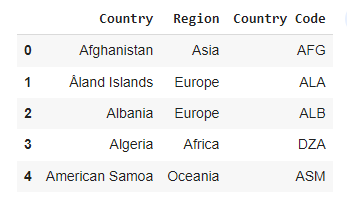 Country Region Country Code
0 Afghanistan Asia AFG
1 Åland Islands Europe ALA
2 Albania Europe ALB
3 Algeria Africa DZA
4 American Samoa Oceania ASM